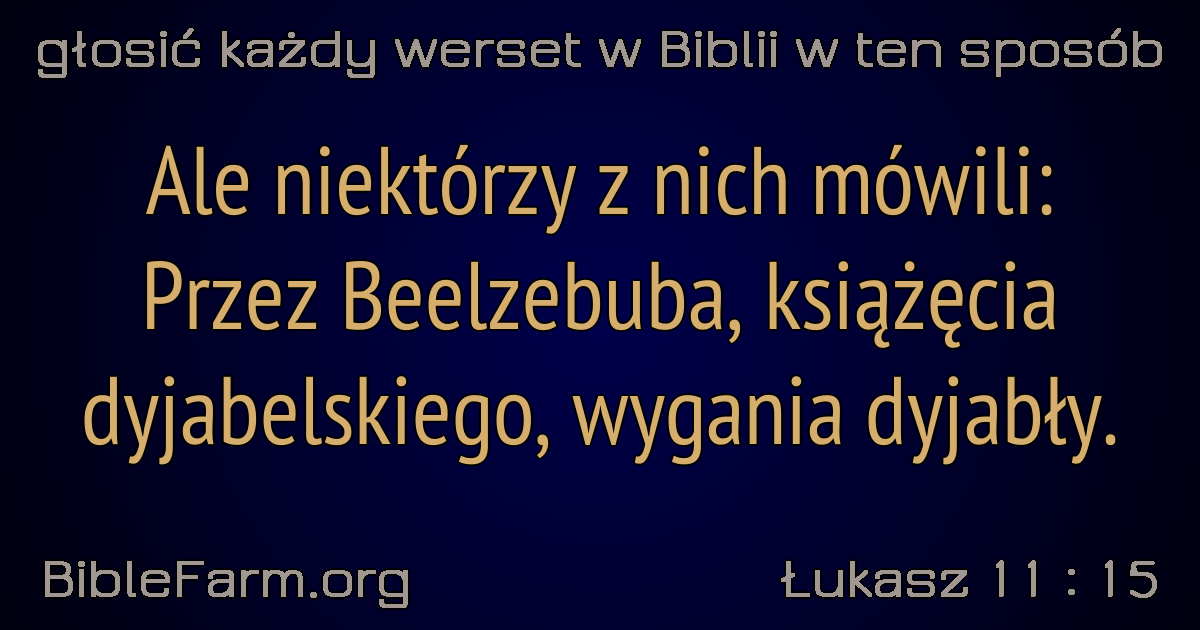 głosić każdy werset w Biblii w ten sposób
Ale niektórzy z nich mówili:
Przez Beelzebuba, książęcia
dyjabelskiego, wygania dyjabły.
BibleFarm.org
Łukasz 11 : 15